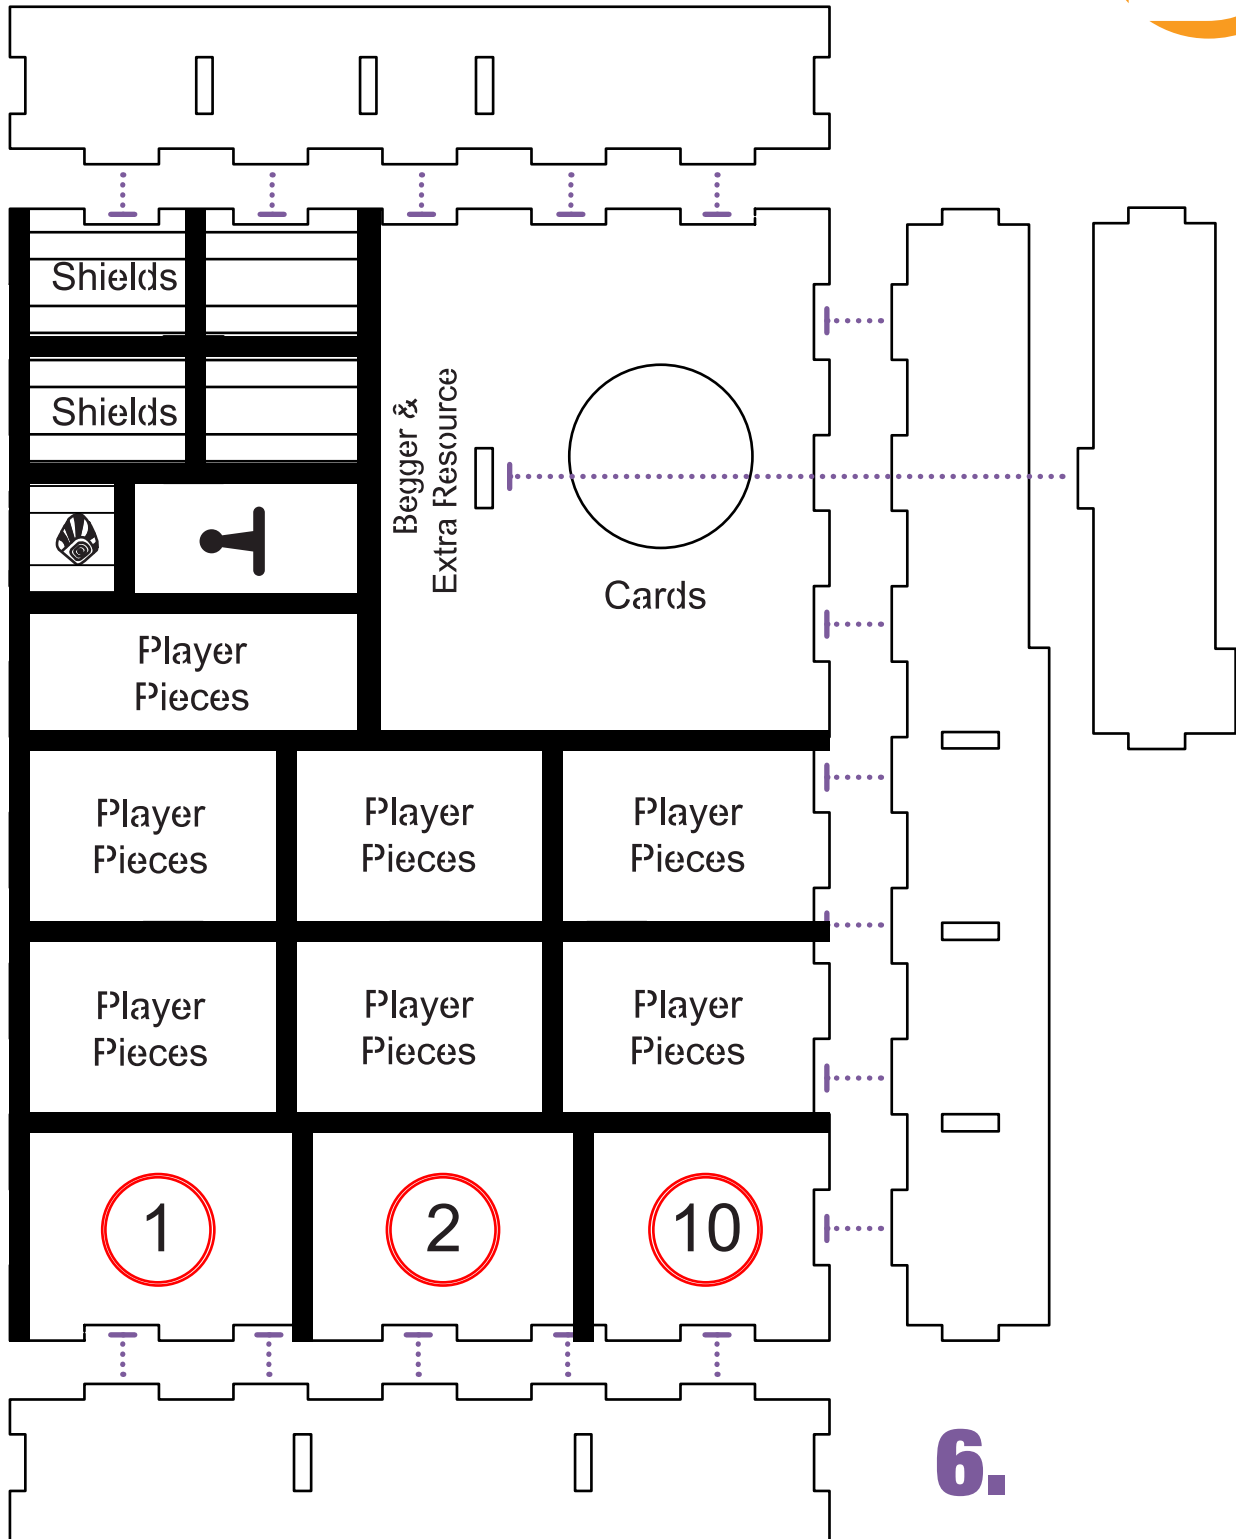 Shields
Shields
Begger &
Extra Resource
Cards
Player
Pieces
Player
Pieces
Player
Pieces
Player
Pieces
Player
Pieces
Player
Pieces
Player
Pieces
1
2
10
6.